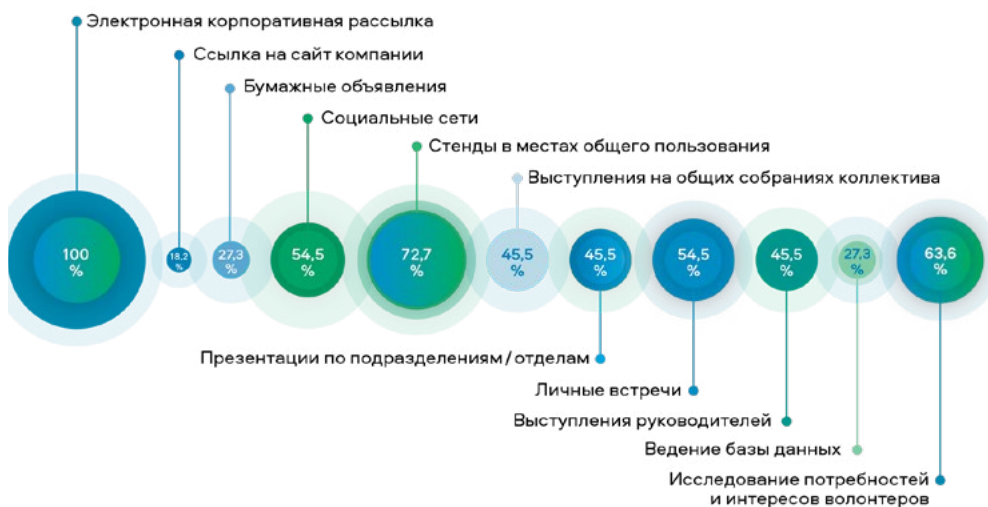 Электронная корпоративная рассылка
Ссылка на сайт компании
Бумажные объявления
Социальные сети
Стенды в местах общего пользования
Выступления на общих собраниях коллектива
100
%
18,2
%
27,3
%
54,5
%
72,7
%
45,5
%
45,5
%
54,5
%
45,5
%
27,3
%
63,6
%
Презентации по подразделениям / отделам
Личные встречи
Выступления руководителей
Ведение базы данных
Исследование потребностей
и интересов волонтеров